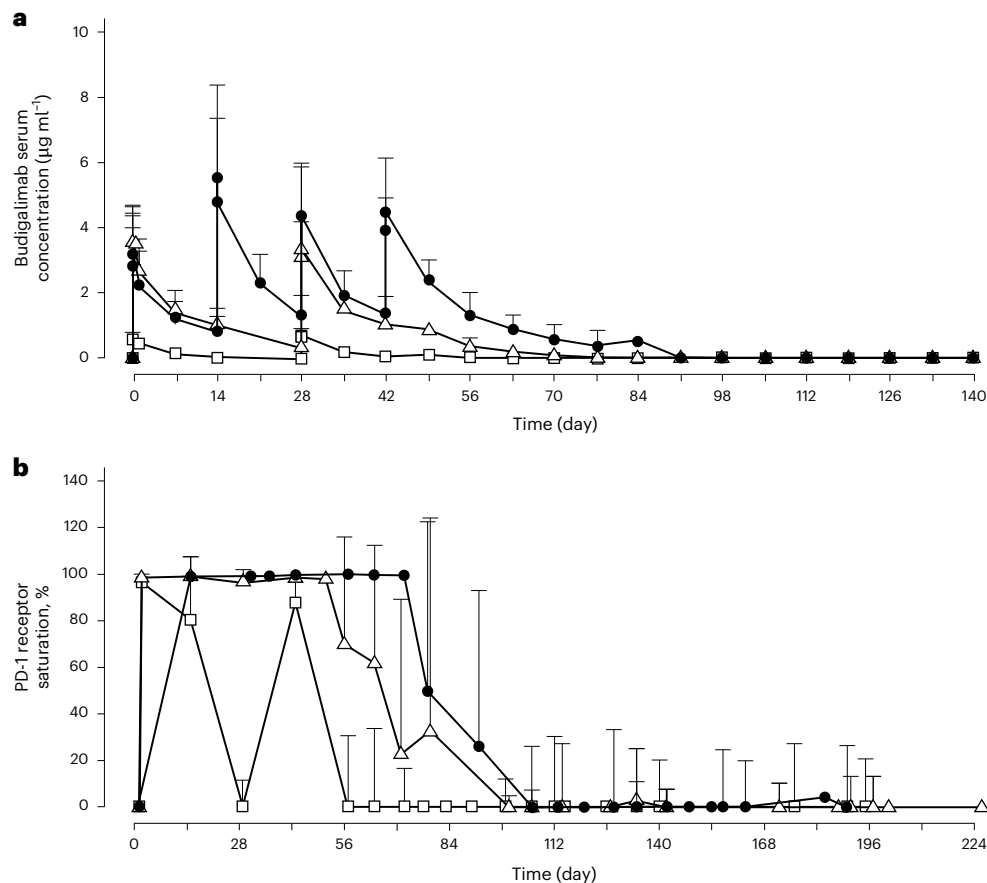 a
Budigalimab serum
concentration (µg ml⁻¹)
10
8
6
4
2
0
0 14 28 42 56 70 84 98 112 126 140
Time (day)
b
PD-1 receptor
saturation, %
140
120
100
80
60
40
20
0
0 28 56 84 112 140 168 196 224
Time (day)